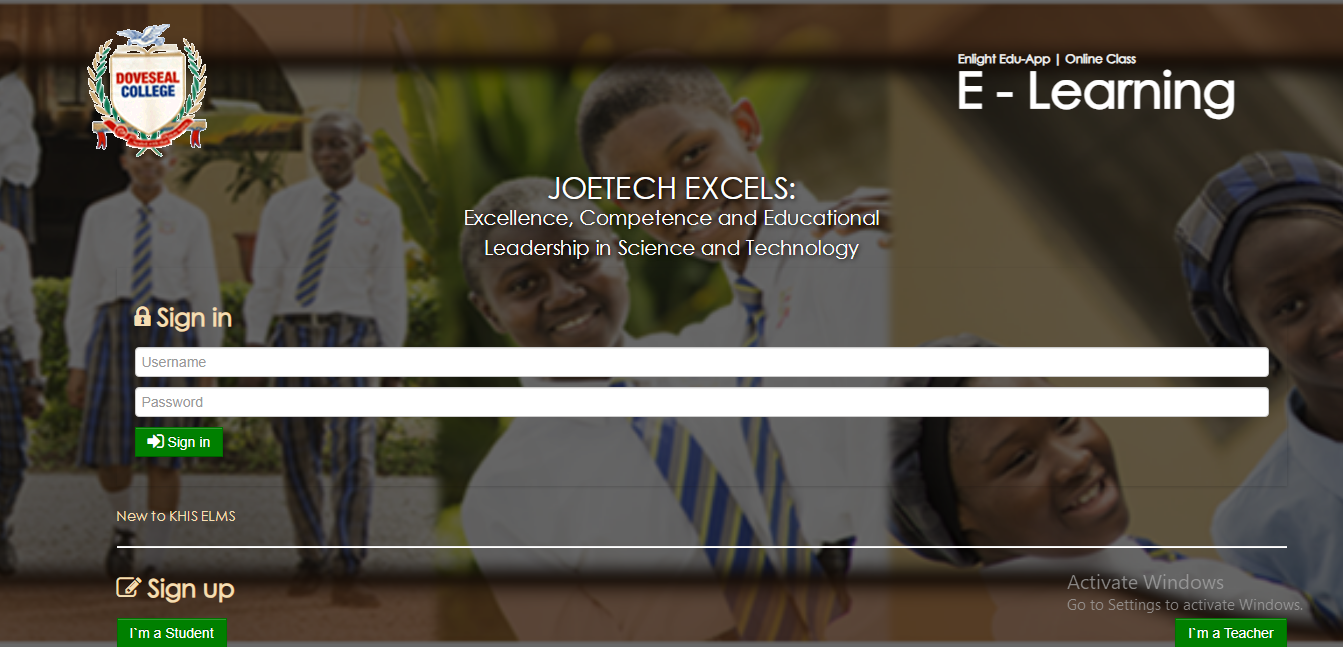 DOVESEAL
COLLEGE
Enlight Edu-App | Online Class
E - Learning
JOETECH EXCELS:
Excellence, Competence and Educational
Leadership in Science and Technology
Sign in
Username
Password
Sign in
New to KHIS ELMS
Sign up
Activate Windows
Go to Settings to activate Windows.
I`m a Student
I`m a Teacher